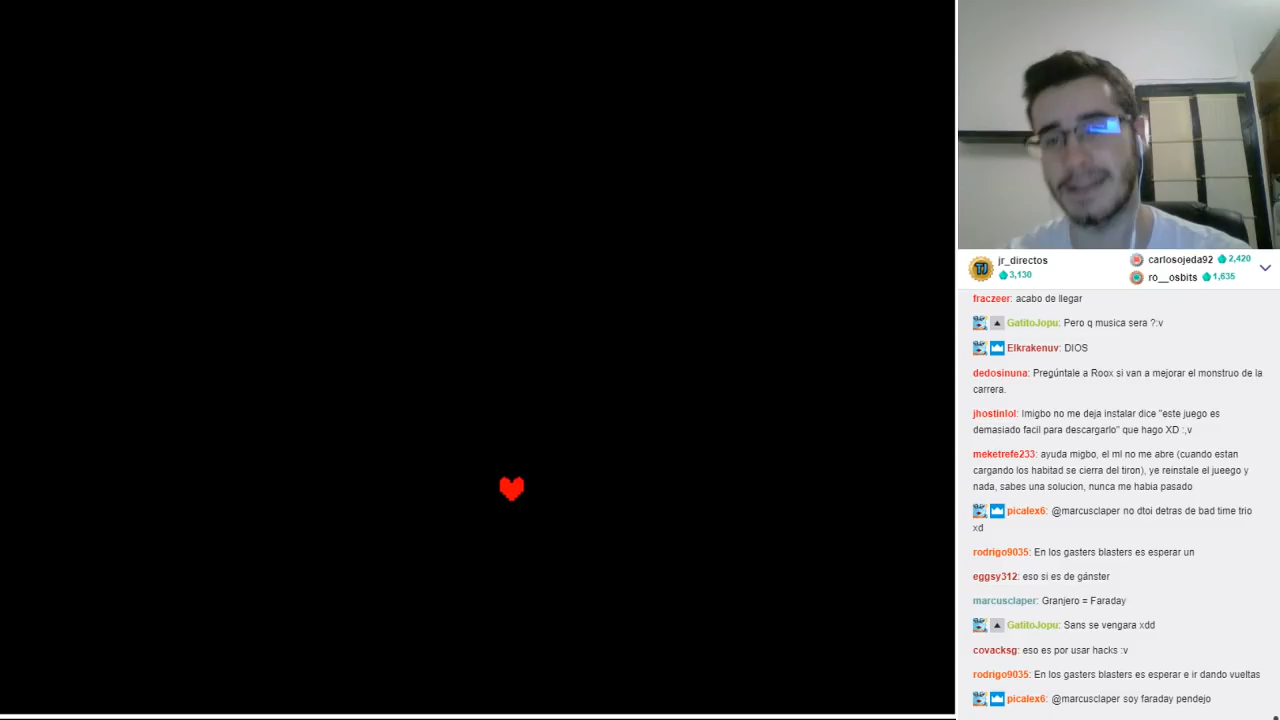 jr_directos
3,130
carlosojeda92 2,420
ro__osbits 1,635
fraczeer: acabo de llegar
GatitoJopu: Pero q musica sera ?:v
Elkrakenuv: DIOS
dedosinuna: Pregúntale a Roox si van a mejorar el monstruo de la
carrera.
jhostinlol: Imigbo no me deja instalar dice "este juego es
demasiado facil para descargarlo" que hago XD :,v
meketrefe233: ayuda migbo, el ml no me abre (cuando estan
cargando los habitad se cierra del tiron), ye reinstale el jueego y
nada, sabes una solucion, nunca me habia pasado
picalex6: @marcusclaper no dtoi detras de bad time trio
xd
rodrigo9035: En los gasters blasters es esperar un
eggsy312: eso si es de gánster
marcusclaper: Granjero = Faraday
GatitoJopu: Sans se vengara xdd
covacksg: eso es por usar hacks :v
rodrigo9035: En los gasters blasters es esperar e ir dando vueltas
picalex6: @marcusclaper soy faraday pendejo